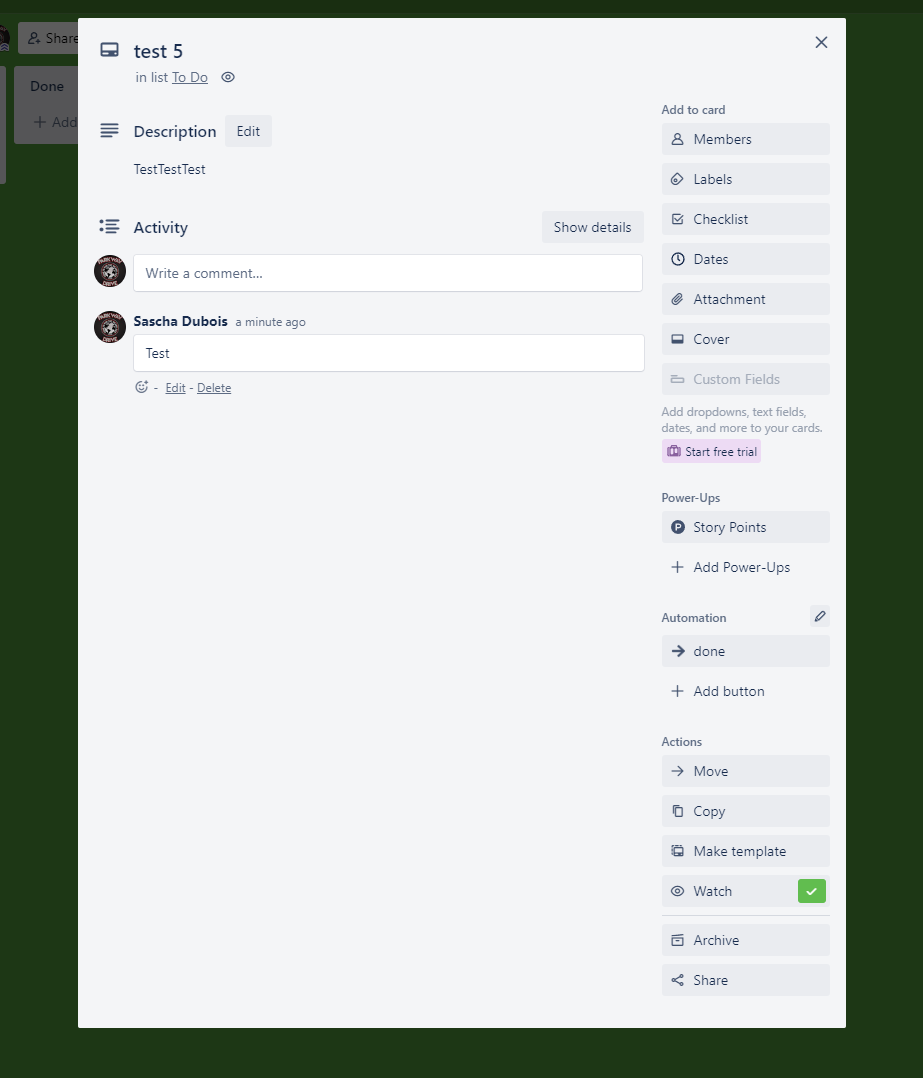 Share
Done
+ Add
test 5
in list To Do
Description
Edit
TestTestTest
Activity
Show details
Write a comment...
Sascha Dubois a minute ago
Test
- Edit - Delete
Add to card
Members
Labels
Checklist
Dates
Attachment
Cover
Custom Fields
Add dropdowns, text fields,
dates, and more to your cards.
Start free trial
Power-Ups
Story Points
+ Add Power-Ups
Automation
done
+ Add button
Actions
Move
Copy
Make template
Watch
Archive
Share